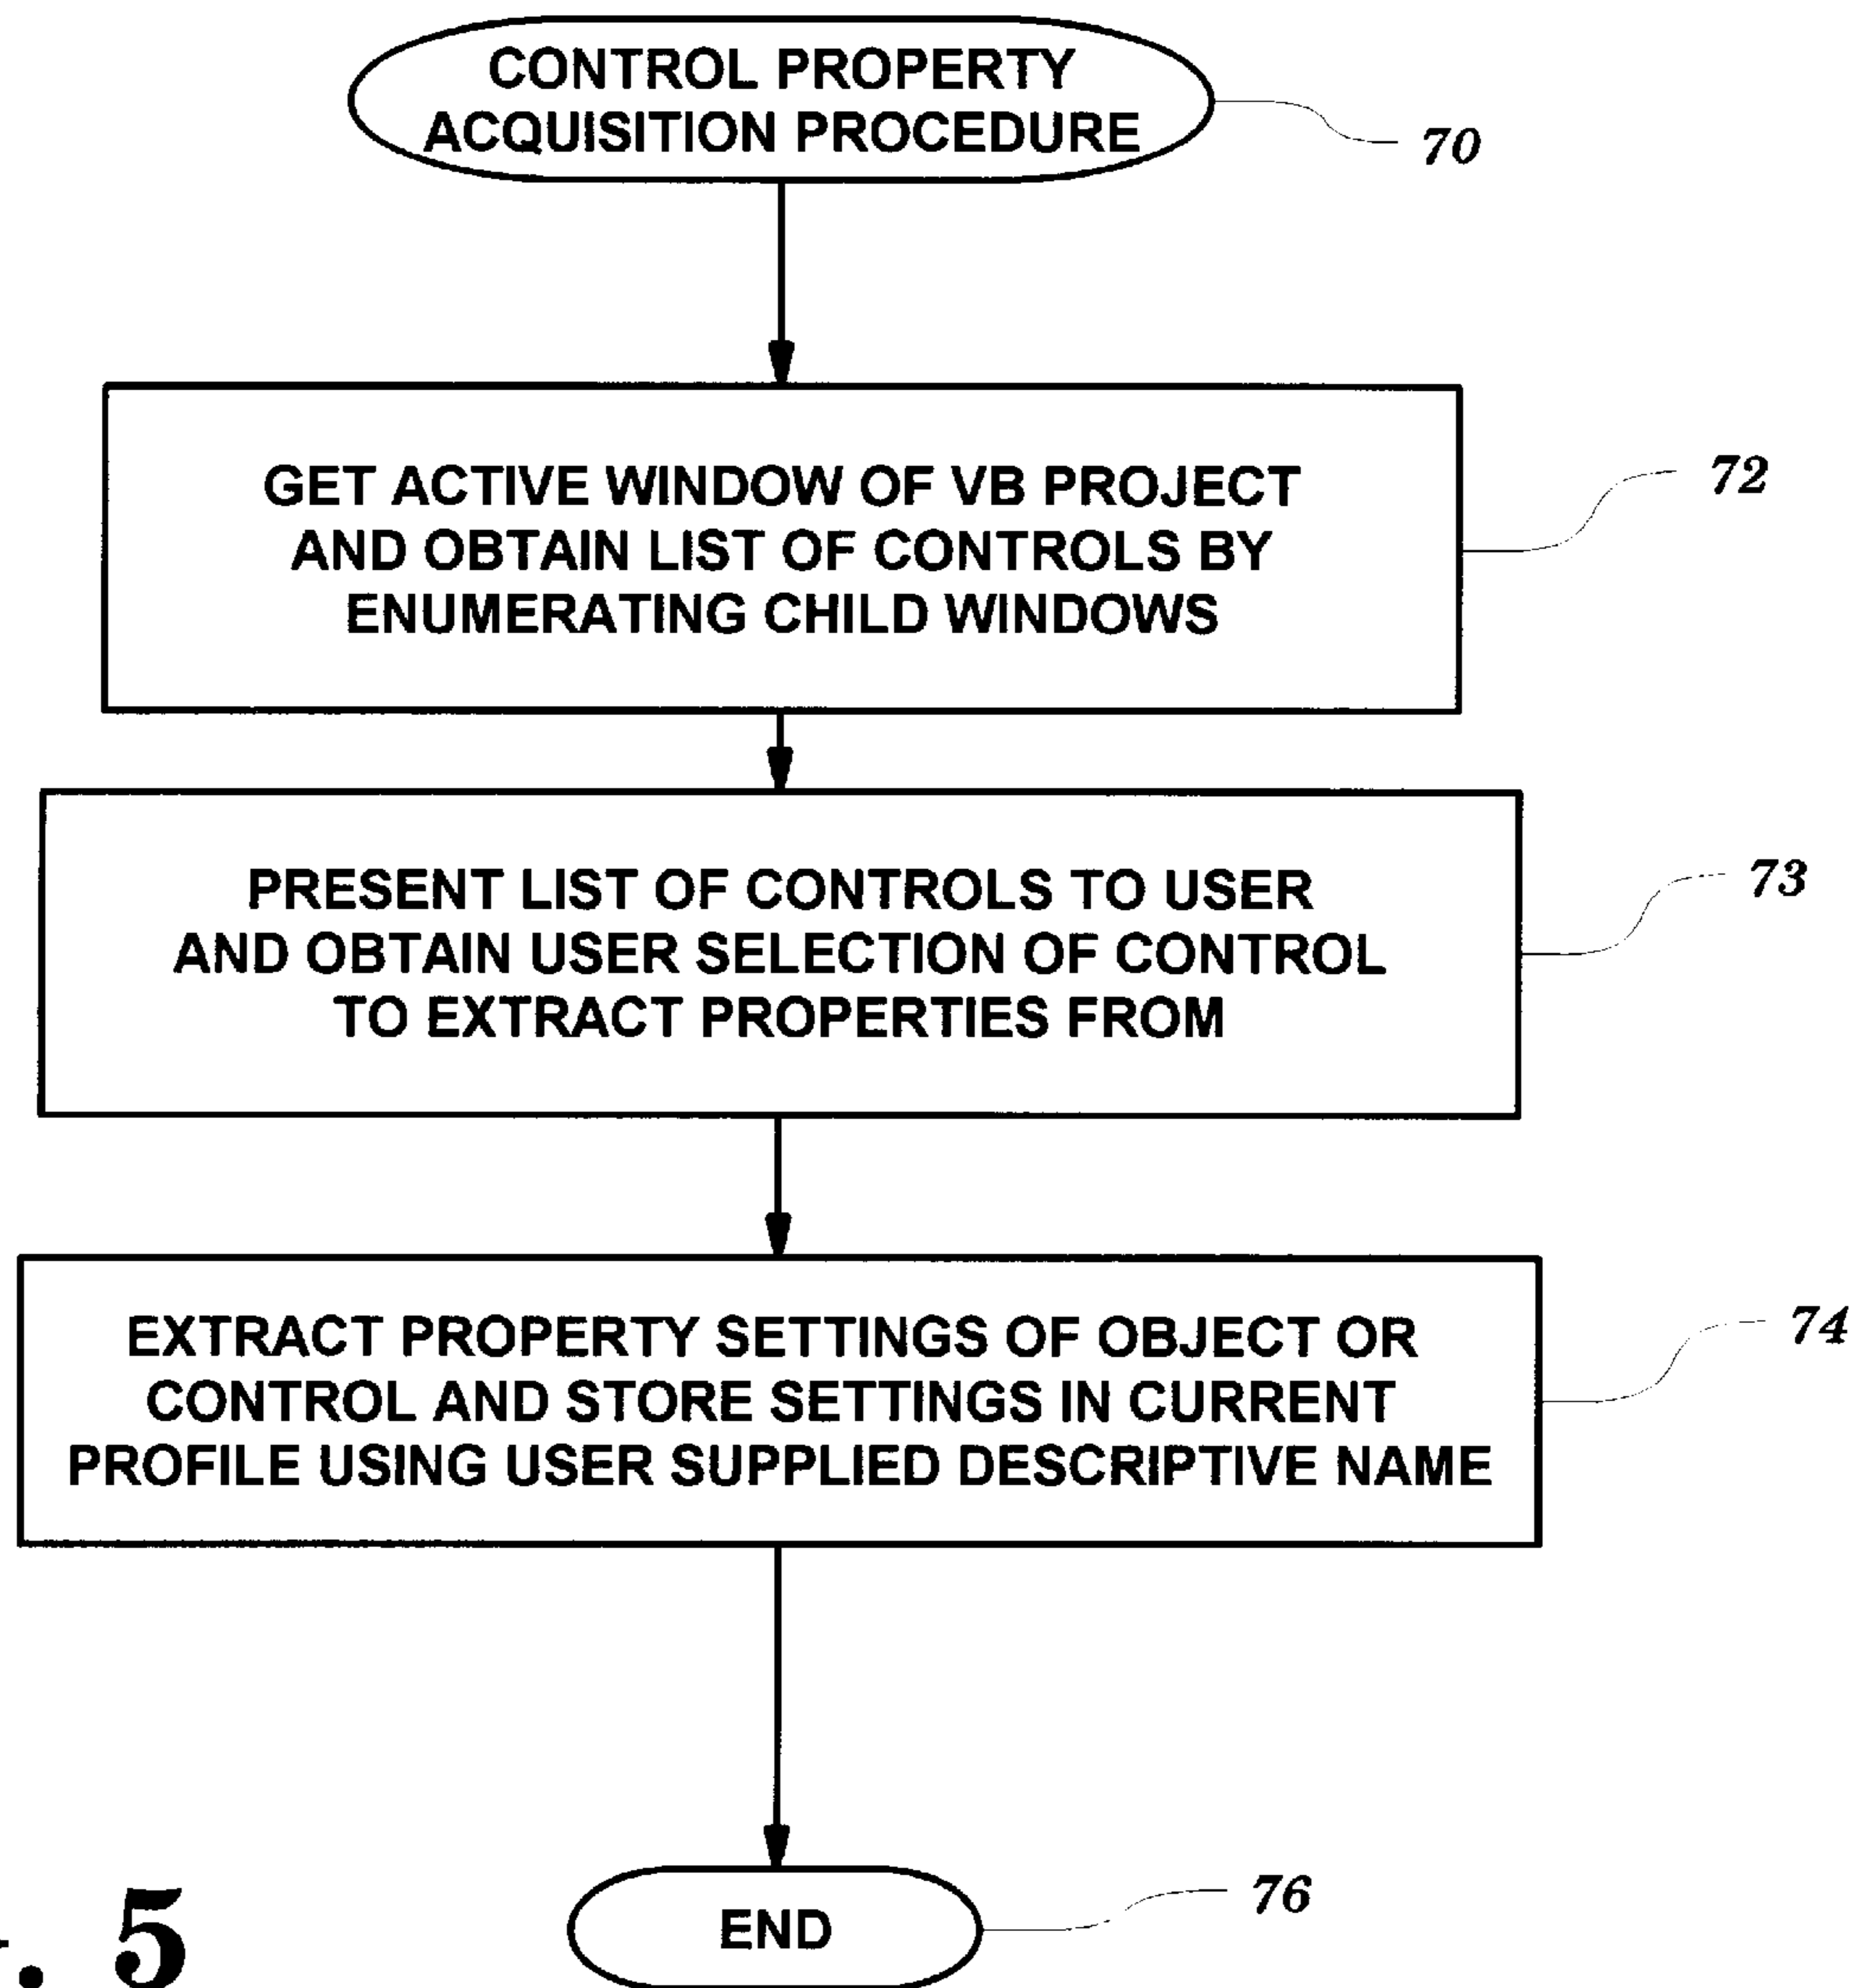 CONTROL PROPERTY
ACQUISITION PROCEDURE
70
GET ACTIVE WINDOW OF VB PROJECT
AND OBTAIN LIST OF CONTROLS BY
ENUMERATING CHILD WINDOWS
72
PRESENT LIST OF CONTROLS TO USER
AND OBTAIN USER SELECTION OF CONTROL
TO EXTRACT PROPERTIES FROM
73
EXTRACT PROPERTY SETTINGS OF OBJECT OR
CONTROL AND STORE SETTINGS IN CURRENT
PROFILE USING USER SUPPLIED DESCRIPTIVE NAME
74
END
76
. 5